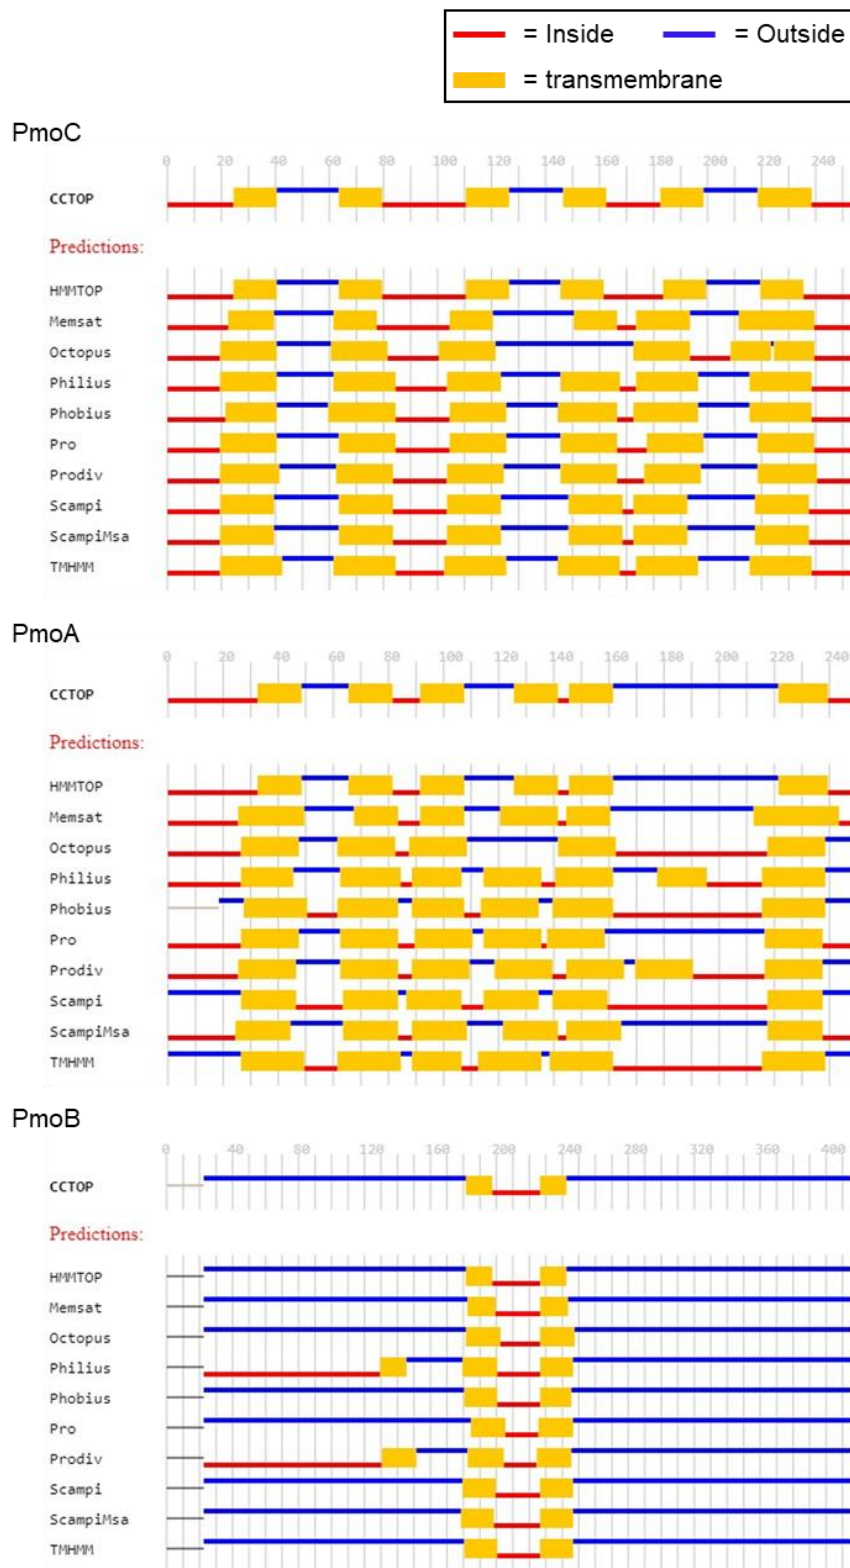 = Inside = Outside
= transmembrane
PmoC
0 20 40 60 80 100 120 140 160 180 200 220 240
CCTOP
Predictions:
HMMTOP
Memsat
Octopus
Philius
Phobius
Pro
Prodiv
Scampi
ScampiMsa
TMHMM
PmoA
0 20 40 60 80 100 120 140 160 180 200 220 240
CCTOP
Predictions:
HMMTOP
Memsat
Octopus
Philius
Phobius
Pro
Prodiv
Scampi
ScampiMsa
TMHMM
PmoB
0 40 80 120 160 200 240 280 320 360 400
CCTOP
Predictions:
HMMTOP
Memsat
Octopus
Philius
Phobius
Pro
Prodiv
Scampi
ScampiMsa
TMHMM